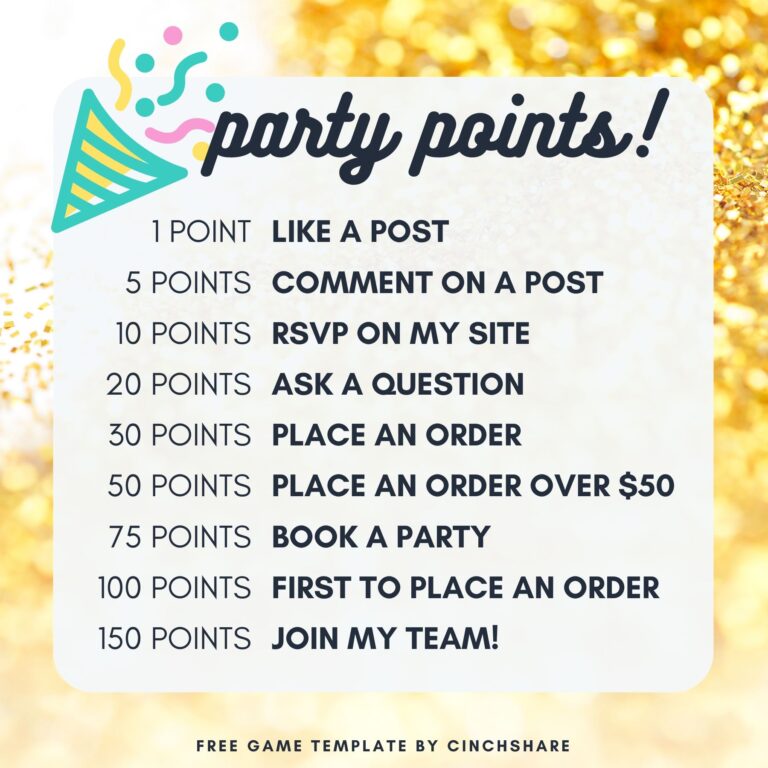 party points!
1 POINT LIKE A POST
5 POINTS COMMENT ON A POST
10 POINTS RSVP ON MY SITE
20 POINTS ASK A QUESTION
30 POINTS PLACE AN ORDER
50 POINTS PLACE AN ORDER OVER $50
75 POINTS BOOK A PARTY
100 POINTS FIRST TO PLACE AN ORDER
150 POINTS JOIN MY TEAM!
FREE GAME TEMPLATE BY CINCHSHARE